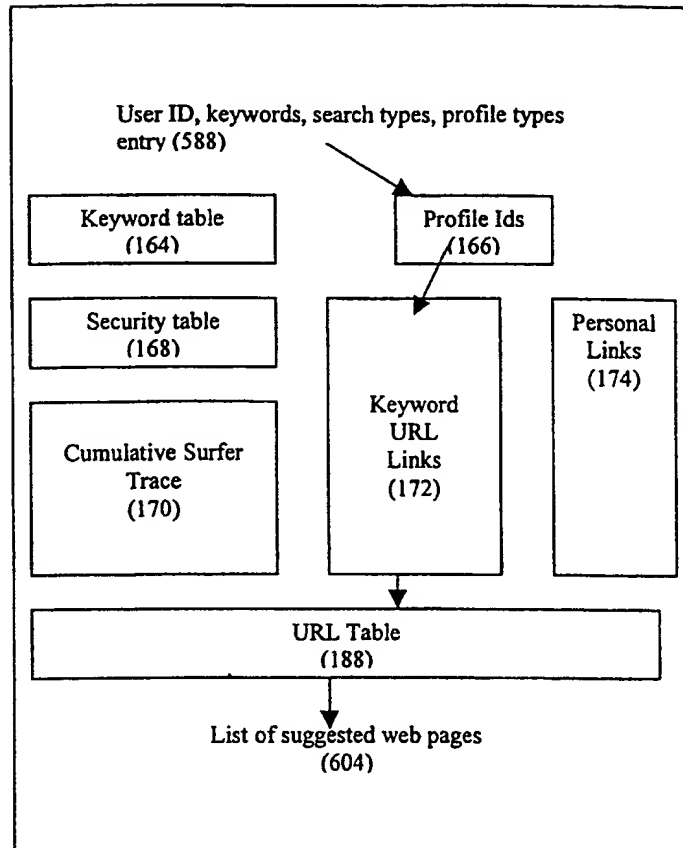 User ID, keywords, search types, profile types
entry (588)
Keyword table
(164)
Profile Ids
(166)
Security table
(168)
Personal
Links
(174)
Keyword
URL
Links
(172)
Cumulative Surfer
Trace
(170)
URL Table
(188)
List of suggested web pages
(604)